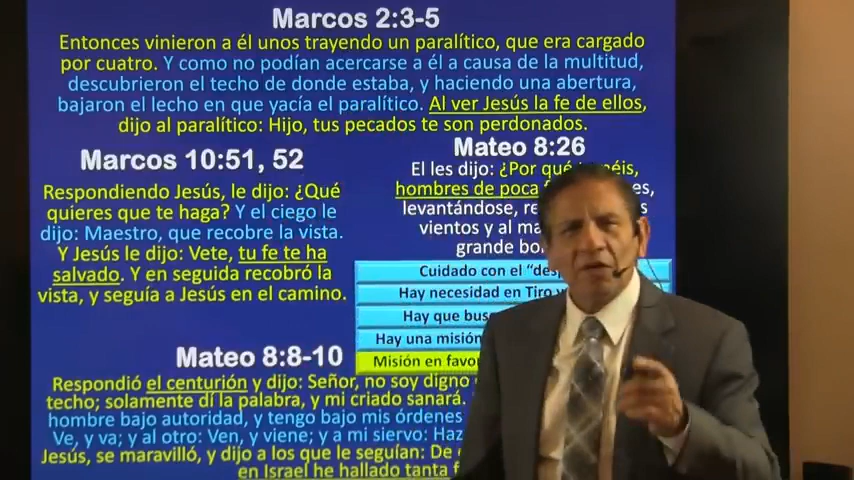 Marcos 2:3-5
Entonces vinieron a él unos trayendo un paralítico, que era cargado
por cuatro. Y como no podían acercarse a él a causa de la multitud,
descubrieron el techo de donde estaba, y haciendo una abertura,
bajaron el lecho en que yacía el paralítico. Al ver Jesús la fe de ellos,
dijo al paralítico: Hijo, tus pecados te son perdonados.
Marcos 10:51, 52
Respondiendo Jesús, le dijo: ¿Qué
quieres que te haga? Y el ciego le
dijo: Maestro, que recobre la vista.
Y Jesús le dijo: Vete, tu fe te ha
salvado. Y en seguida recobró la
vista, y seguía a Jesús en el camino.
Mateo 8:26
El les dijo: ¿Por qué
hombres de poca
levantándose,
vientos y al
grande
Cuidado con el
Hay necesidad en Tiro
Hay que
Hay una misión
Misión en
Mateo 8:8-10
Respondió el centurión y dijo: Señor, no soy digno
techo; solamente di la palabra, y mi criado sanará.
hombre bajo autoridad, y tengo bajo mis órdenes
Ve, y va; y al otro: Ven, y viene; y a mi siervo: Haz
Jesús, se maravilló, y dijo a los que le seguían: De
en Israel he hallado tanta